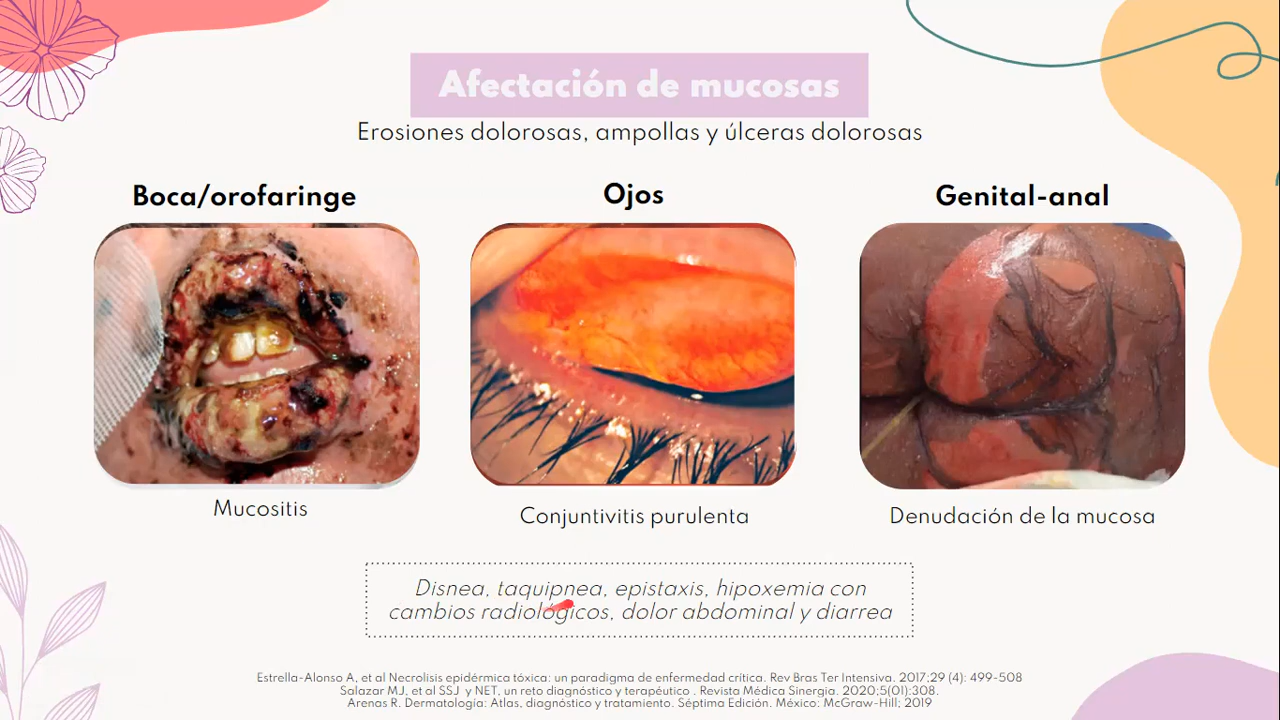 Afectación de mucosas
Erosiones dolorosas, ampollas y úlceras dolorosas
Boca/orofaringe
Ojos
Genital-anal
Mucositis
Conjuntivitis purulenta
Denudación de la mucosa
Disnea, taquipnea, epistaxis, hipoxemia con
cambios radiológicos, dolor abdominal y diarrea
Estrella-Alonso A, et al Necrolisis epidérmica tóxica: un paradigma de enfermedad crítica. Rev Bras Ter Intensiva. 2017;29 (4): 499-508
Salazar MJ, et al SSJ y NET, un reto diagnóstico y terapéutico . Revista Médica Sinergia. 2020;5(01):308.
Arenas R. Dermatología: Atlas, diagnóstico y tratamiento. Séptima Edición. México: McGraw-Hill; 2019